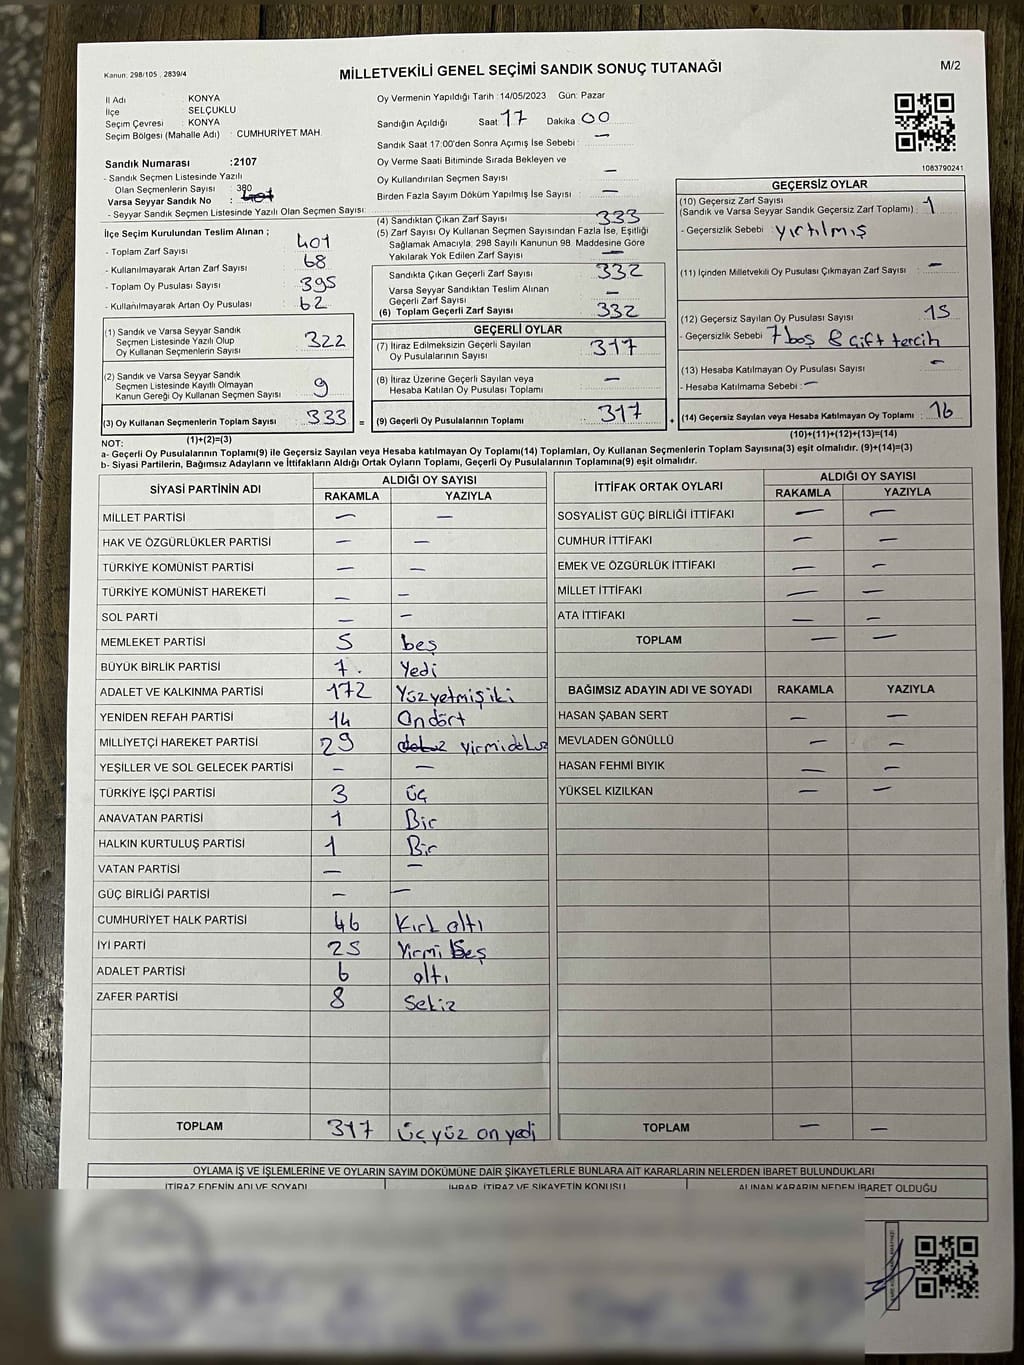 Kanun: 298/105 , 2839/4
MİLLETVEKİLİ GENEL SEÇİMİ SANDIK SONUÇ TUTANAĞI
M/2
İl Adı KONYA
İlçe SELÇUKLU
Seçim Çevresi : KONYA
Seçim Bölgesi (Mahalle Adı) : CUMHURİYET MAH.
Oy Vermenin Yapıldığı Tarih : 14/05/2023 Gün: Pazar
Sandığın Açıldığı Saat 17 Dakika 00
Sandık Saat 17:00'den Sonra Açımış İse Sebebi : —
Oy Verme Saati Bitiminde Sırada Bekleyen ve
Oy Kullandırılan Seçmen Sayısı —
Birden Fazla Sayım Döküm Yapılmış İse Sayısı : —
1083790241
Sandık Numarası :2107
- Sandık Seçmen Listesinde Yazılı
Olan Seçmenlerin Sayısı : 380
Varsa Seyyar Sandık No :
- Seyyar Sandık Seçmen Listesinde Yazılı Olan Seçmen Sayısı:
İlçe Seçim Kurulundan Teslim Alınan ;
- Toplam Zarf Sayısı 401
- Kullanılmayarak Artan Zarf Sayısı : 68
- Toplam Oy Pusulası Sayısı : 395
- Kullanılmayarak Artan Oy Pusulası : 62
(1) Sandık ve Varsa Seyyar Sandık
Seçmen Listesinde Yazılı Olup
Oy Kullanan Seçmenlerin Sayısı 322
(2) Sandık ve Varsa Seyyar Sandık
Seçmen Listesinde Kayıtlı Olmayan
Kanun Gereği Oy Kullanan Seçmen Sayısı : 9
(3) Oy Kullanan Seçmenlerin Toplam Sayısı : 333 =
(1)+(2)=(3)
(4) Sandıktan Çıkan Zarf Sayısı 333
(5) Zarf Sayısı Oy Kullanan Seçmen Sayısından Fazla İse, Eşitliği
Sağlamak Amacıyla, 298 Sayılı Kanunun 98. Maddesine Göre
Yakılarak Yok Edilen Zarf Sayısı : —
Sandıkta Çıkan Geçerli Zarf Sayısı : 332
Varsa Seyyar Sandıktan Teslim Alınan
Geçerli Zarf Sayısı —
(6) Toplam Geçerli Zarf Sayısı : 332
GEÇERLİ OYLAR
(7) İtiraz Edilmeksizin Geçerli Sayılan
Oy Pusulalarının Sayısı : 317
(8) İtiraz Üzerine Geçerli Sayılan veya
Hesaba Katılan Oy Pusulası Toplamı : —
(9) Geçerli Oy Pusulalarının Toplamı : 317 +
GEÇERSİZ OYLAR
(10) Geçersiz Zarf Sayısı
(Sandık ve Varsa Seyyar Sandık Geçersiz Zarf Toplamı) : 1
- Geçersizlik Sebebi : yırtılmış
(11) İçinden Milletvekili Oy Pusulası Çıkmayan Zarf Sayısı : —
(12) Geçersiz Sayılan Oy Pusulası Sayısı : 15
- Geçersizlik Sebebi : 7 boş 8 çift tercih
(13) Hesaba Katılmayan Oy Pusulası Sayısı : —
- Hesaba Katılmama Sebebi : —
(14) Geçersiz Sayılan veya Hesaba Katılmayan Oy Toplamı : 16
(10)+(11)+(12)+(13)=(14)
NOT:
a- Geçerli Oy Pusulalarının Toplamı(9) ile Geçersiz Sayılan veya Hesaba katılmayan Oy Toplamı(14) Toplamları, Oy Kullanan Seçmenlerin Toplam Sayısına(3) eşit olmalıdır. (9)+(14)=(3)
b- Siyasi Partilerin, Bağımsız Adayların ve İttifakların Aldığı Ortak Oyların Toplamı, Geçerli Oy Pusulalarının Toplamına(9) eşit olmalıdır.
SİYASİ PARTİNİN ADI ALDIĞI OY SAYISI
RAKAMLA YAZIYLA
MİLLET PARTİSİ — —
HAK VE ÖZGÜRLÜKLER PARTİSİ — —
TÜRKİYE KOMÜNİST PARTİSİ — —
TÜRKİYE KOMÜNİST HAREKETİ — —
SOL PARTİ — —
MEMLEKET PARTİSİ 5 beş
BÜYÜK BİRLİK PARTİSİ 7. Yedi
ADALET VE KALKINMA PARTİSİ 172 Yüzyetmişiki
YENİDEN REFAH PARTİSİ 14 Ondört
MİLLİYETÇİ HAREKET PARTİSİ 29 dokuz yirmidokuz
YEŞİLLER VE SOL GELECEK PARTİSİ — —
TÜRKİYE İŞÇİ PARTİSİ 3 üç
ANAVATAN PARTİSİ 1 Bir
HALKIN KURTULUŞ PARTİSİ 1 Bir
VATAN PARTİSİ — —
GÜÇ BİRLİĞİ PARTİSİ — —
CUMHURİYET HALK PARTİSİ 46 Kırk altı
İYİ PARTİ 25 Yirmi Beş
ADALET PARTİSİ 6 altı
ZAFER PARTİSİ 8 Sekiz
TOPLAM 317 üçyüz on yedi
İTTİFAK ORTAK OYLARI ALDIĞI OY SAYISI
RAKAMLA YAZIYLA
SOSYALİST GÜÇ BİRLİĞİ İTTİFAKI — —
CUMHUR İTTİFAKI — —
EMEK VE ÖZGÜRLÜK İTTİFAKI — —
MİLLET İTTİFAKI — —
ATA İTTİFAKI — —
TOPLAM — —
BAĞIMSIZ ADAYIN ADI VE SOYADI RAKAMLA YAZIYLA
HASAN ŞABAN SERT — —
MEVLADEN GÖNÜLLÜ — —
HASAN FEHMİ BIYIK — —
YÜKSEL KIZILKAN — —
TOPLAM — —
OYLAMA İŞ VE İŞLEMLERİNE VE OYLARIN SAYIM DÖKÜMÜNE DAİR ŞİKAYETLERLE BUNLARA AİT KARARLARIN NELERDEN İBARET BULUNDUKLARI
İTİRAZ EDENİN ADI VE SOYADI İHBAR, İTİRAZ VE ŞİKAYETİN KONUSU ALINAN KARARIN NEDEN İBARET OLDUĞU